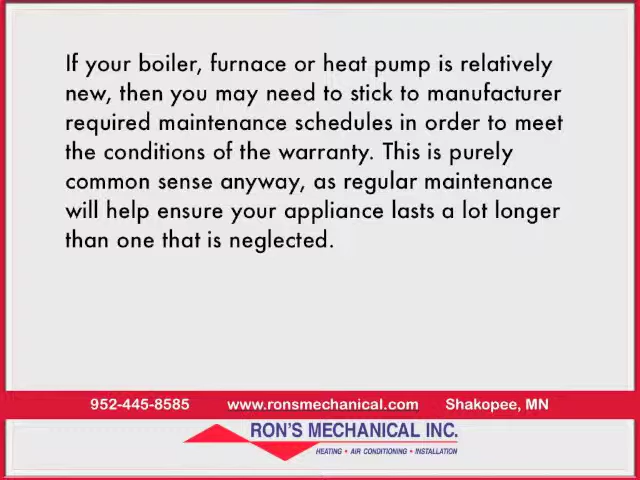 If your boiler, furnace or heat pump is relatively
new, then you may need to stick to manufacturer
required maintenance schedules in order to meet
the conditions of the warranty. This is purely
common sense anyway, as regular maintenance
will help ensure your appliance lasts a lot longer
than one that is neglected.
952-445-8585 www.ronsmechanical.com Shakopee, MN
RON'S MECHANICAL INC.
HEATING • AIR CONDITIONING • INSTALLATION